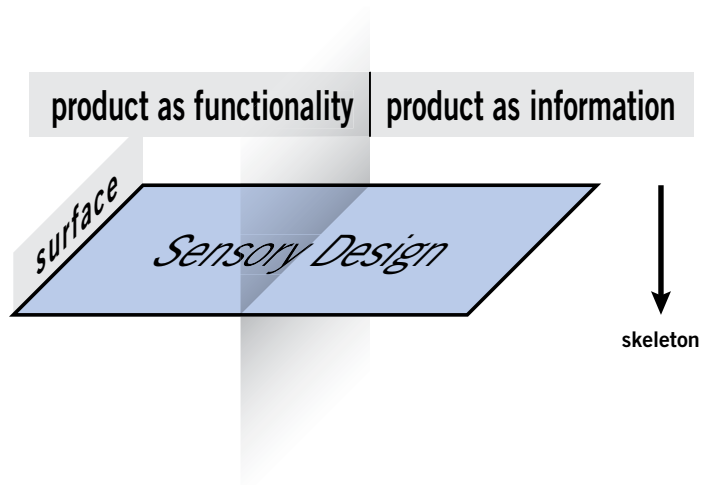 product as functionality
product as information
surface
Sensory Design
skeleton